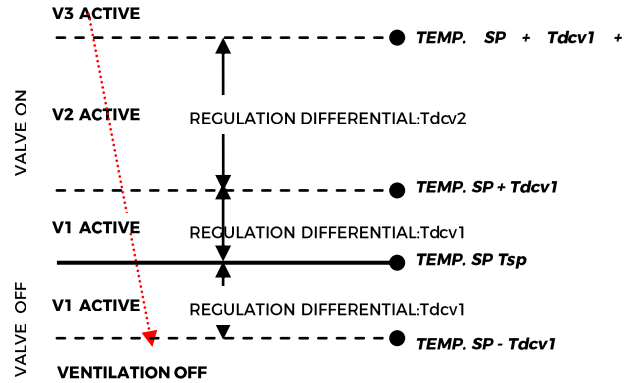 V3 ACTIVE
TEMP. SP + Tdcv1 +
VALVE ON
V2 ACTIVE
REGULATION DIFFERENTIAL:Tdcv2
TEMP. SP + Tdcv1
V1 ACTIVE
REGULATION DIFFERENTIAL:Tdcv1
TEMP. SP Tsp
VALVE OFF
V1 ACTIVE
REGULATION DIFFERENTIAL:Tdcv1
TEMP. SP - Tdcv1
VENTILATION OFF